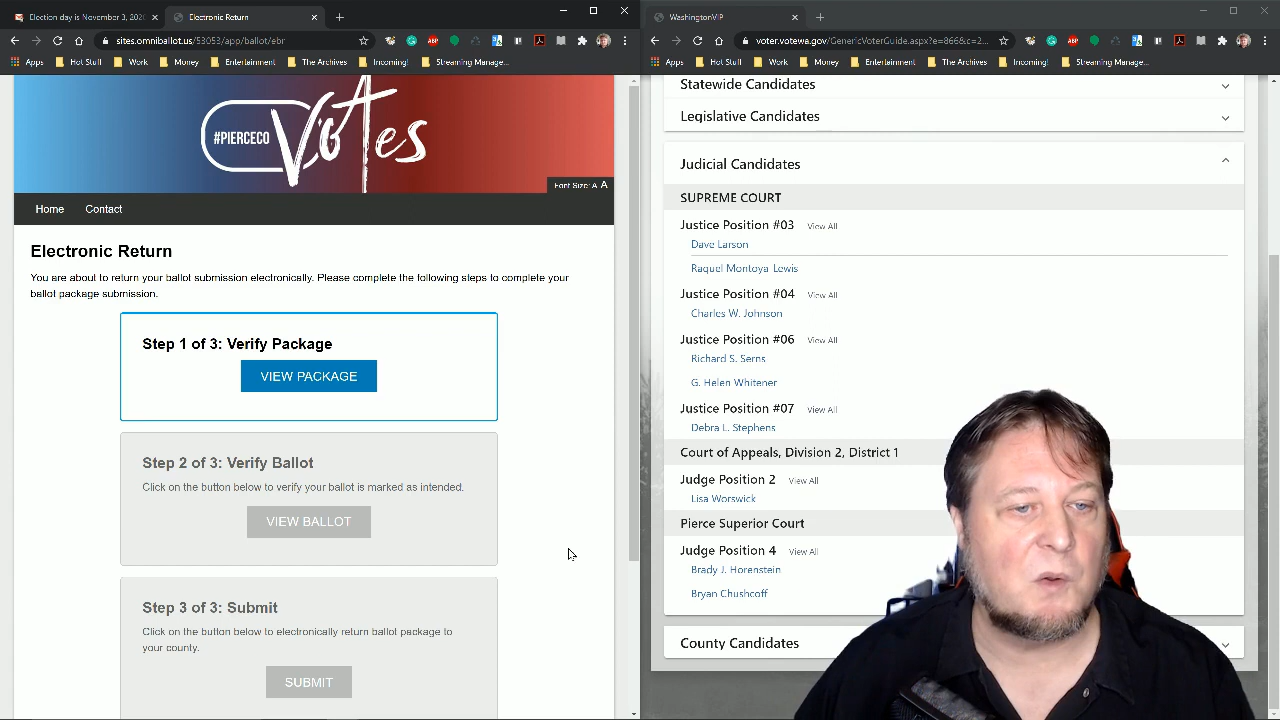 Election day is November 3, 2020
Electronic Return
sites.omniballot.us/53053/app/ballot/ebr
Apps
Hot Stuff
Work
Money
Entertainment
The Archives
Incoming!
Streaming Manage...
#PIERCECO Votes
Font Size: A A
Home
Contact
Electronic Return
You are about to return your ballot submission electronically. Please complete the following steps to complete your
ballot package submission.
Step 1 of 3: Verify Package
VIEW PACKAGE
Step 2 of 3: Verify Ballot
Click on the button below to verify your ballot is marked as intended.
VIEW BALLOT
Step 3 of 3: Submit
Click on the button below to electronically return ballot package to
your county.
SUBMIT
WashingtonVIP
voter.votewa.gov/GenericVoterGuide.aspx?e=866&c=2...
Apps
Hot Stuff
Work
Money
Entertainment
The Archives
Incoming!
Streaming Manage...
Statewide Candidates
Legislative Candidates
Judicial Candidates
SUPREME COURT
Justice Position #03 View All
Dave Larson
Raquel Montoya-Lewis
Justice Position #04 View All
Charles W. Johnson
Justice Position #06 View All
Richard S. Serns
G. Helen Whitener
Justice Position #07 View All
Debra L. Stephens
Court of Appeals, Division 2, District 1
Judge Position 2 View All
Lisa Worswick
Pierce Superior Court
Judge Position 4 View All
Brady J. Horenstein
Bryan Chushcoff
County Candidates